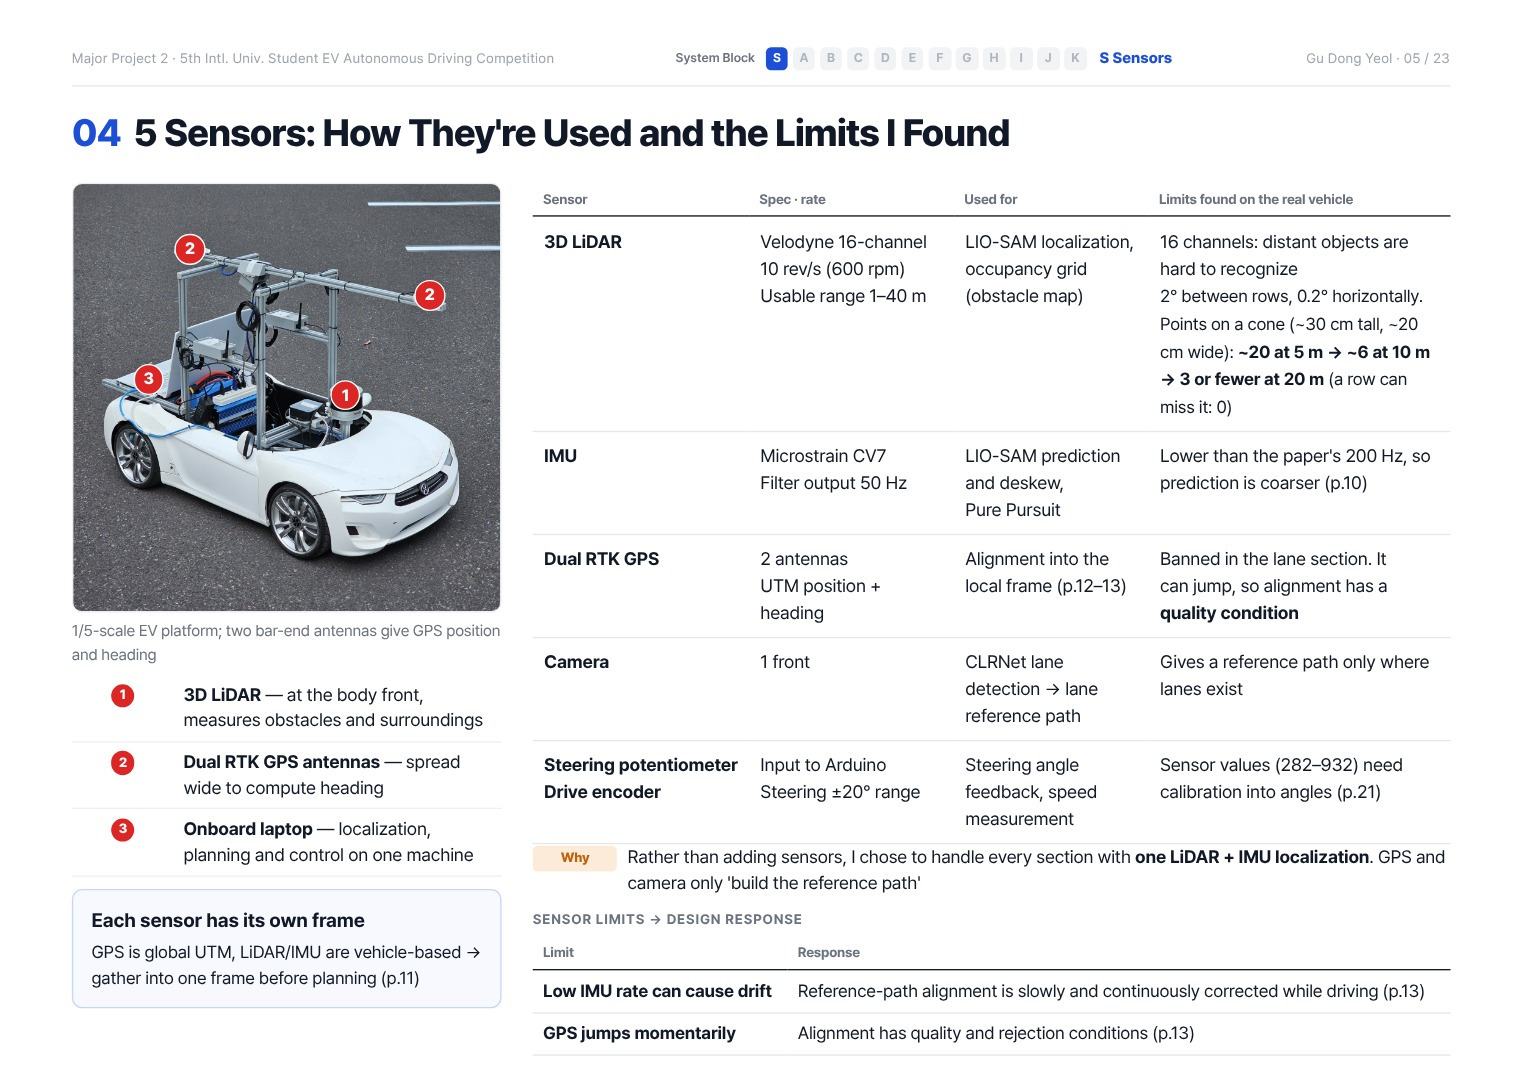 Major Project 2 · 5th Intl. Univ. Student EV Autonomous Driving Competition
System Block S A B C D E F G H I J K S Sensors
Gu Dong Yeol · 05 / 23
04 5 Sensors: How They're Used and the Limits I Found
2
2
3
1
1/5-scale EV platform; two bar-end antennas give GPS position
and heading
1 3D LiDAR — at the body front,
measures obstacles and surroundings
2 Dual RTK GPS antennas — spread
wide to compute heading
3 Onboard laptop — localization,
planning and control on one machine
Each sensor has its own frame
GPS is global UTM, LiDAR/IMU are vehicle-based →
gather into one frame before planning (p.11)
Sensor Spec · rate Used for Limits found on the real vehicle
3D LiDAR
Velodyne 16-channel
10 rev/s (600 rpm)
Usable range 1–40 m
LIO-SAM localization,
occupancy grid
(obstacle map)
16 channels: distant objects are
hard to recognize
2° between rows, 0.2° horizontally.
Points on a cone (~30 cm tall, ~20
cm wide): ~20 at 5 m → ~6 at 10 m
→ 3 or fewer at 20 m (a row can
miss it: 0)
IMU
Microstrain CV7
Filter output 50 Hz
LIO-SAM prediction
and deskew,
Pure Pursuit
Lower than the paper's 200 Hz, so
prediction is coarser (p.10)
Dual RTK GPS
2 antennas
UTM position +
heading
Alignment into the
local frame (p.12–13)
Banned in the lane section. It
can jump, so alignment has a
quality condition
Camera
1 front
CLRNet lane
detection → lane
reference path
Gives a reference path only where
lanes exist
Steering potentiometer
Drive encoder
Input to Arduino
Steering ±20° range
Steering angle
feedback, speed
measurement
Sensor values (282–932) need
calibration into angles (p.21)
Why Rather than adding sensors, I chose to handle every section with one LiDAR + IMU localization. GPS and
camera only 'build the reference path'
SENSOR LIMITS → DESIGN RESPONSE
Limit Response
Low IMU rate can cause drift Reference-path alignment is slowly and continuously corrected while driving (p.13)
GPS jumps momentarily Alignment has quality and rejection conditions (p.13)